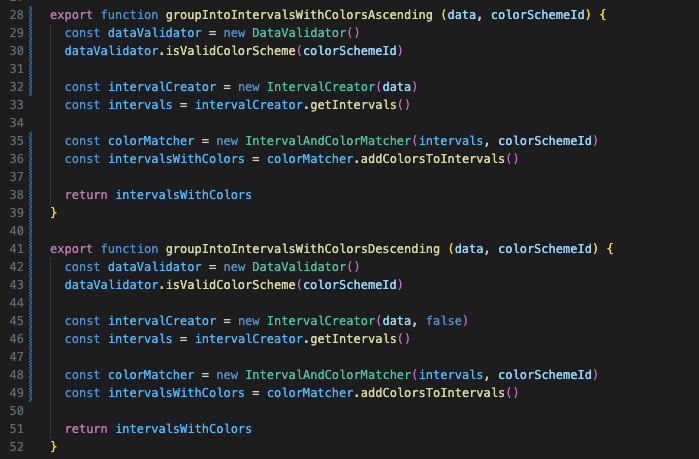 28 export function groupIntoIntervalsWithColorsAscending (data, colorSchemeId) {
29 const dataValidator = new DataValidator()
30 dataValidator.isValidColorScheme(colorSchemeId)
31
32 const intervalCreator = new IntervalCreator(data)
33 const intervals = intervalCreator.getIntervals()
34
35 const colorMatcher = new IntervalAndColorMatcher(intervals, colorSchemeId)
36 const intervalsWithColors = colorMatcher.addColorsToIntervals()
37
38 return intervalsWithColors
39 }
40
41 export function groupIntoIntervalsWithColorsDescending (data, colorSchemeId) {
42 const dataValidator = new DataValidator()
43 dataValidator.isValidColorScheme(colorSchemeId)
44
45 const intervalCreator = new IntervalCreator(data, false)
46 const intervals = intervalCreator.getIntervals()
47
48 const colorMatcher = new IntervalAndColorMatcher(intervals, colorSchemeId)
49 const intervalsWithColors = colorMatcher.addColorsToIntervals()
50
51 return intervalsWithColors
52 }